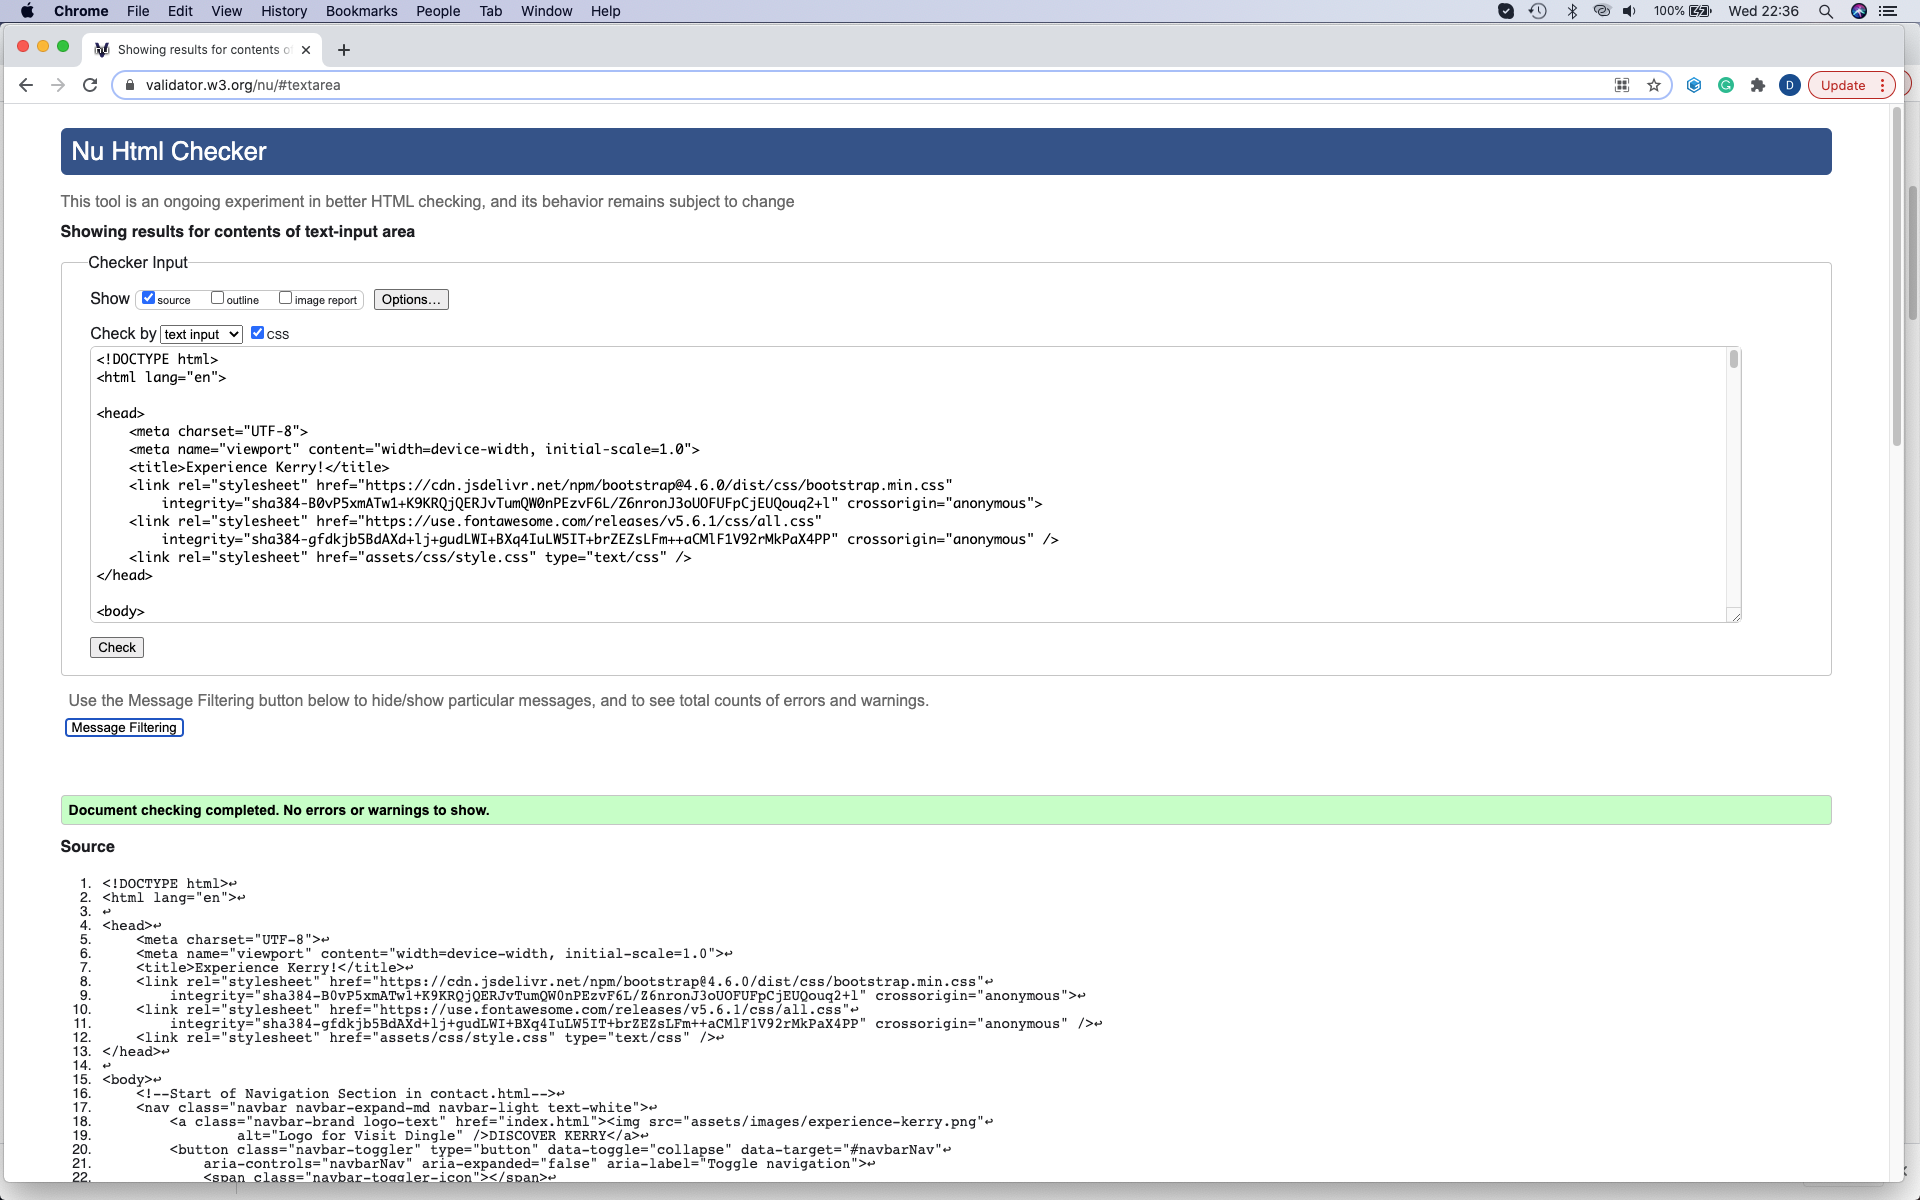 Chrome File Edit View History Bookmarks People Tab Window Help 100% Wed 22:36
Showing results for contents o
validator.w3.org/nu/#textarea
D
Update
Nu Html Checker
This tool is an ongoing experiment in better HTML checking, and its behavior remains subject to change
Showing results for contents of text-input area
Checker Input
Show source outline image report Options...
Check by text input CSS
<!DOCTYPE html>
<html lang="en">
<head>
<meta charset="UTF-8">
<meta name="viewport" content="width=device-width, initial-scale=1.0">
<title>Experience Kerry!</title>
<link rel="stylesheet" href="https://cdn.jsdelivr.net/npm/bootstrap@4.6.0/dist/css/bootstrap.min.css"
integrity="sha384-B0vP5xmATw1+K9KRQjQERJvTumQW0nPEzvF6L/Z6nronJ3oUOFUFpCjEUQouq2+l" crossorigin="anonymous">
<link rel="stylesheet" href="https://use.fontawesome.com/releases/v5.6.1/css/all.css"
integrity="sha384-gfdkjb5BdAXd+lj+gudLWI+BXq4IuLW5IT+brZEZsLFm++aCMlF1V92rMkPaX4PP" crossorigin="anonymous" />
<link rel="stylesheet" href="assets/css/style.css" type="text/css" />
</head>
<body>
Check
Use the Message Filtering button below to hide/show particular messages, and to see total counts of errors and warnings.
Message Filtering
Document checking completed. No errors or warnings to show.
Source
1. <!DOCTYPE html>↩
2. <html lang="en">↩
3. ↩
4. <head>↩
5. <meta charset="UTF-8">↩
6. <meta name="viewport" content="width=device-width, initial-scale=1.0">↩
7. <title>Experience Kerry!</title>↩
8. <link rel="stylesheet" href="https://cdn.jsdelivr.net/npm/bootstrap@4.6.0/dist/css/bootstrap.min.css"↩
9. integrity="sha384-B0vP5xmATw1+K9KRQjQERJvTumQW0nPEzvF6L/Z6nronJ3oUOFUFpCjEUQouq2+l" crossorigin="anonymous">↩
10. <link rel="stylesheet" href="https://use.fontawesome.com/releases/v5.6.1/css/all.css"↩
11. integrity="sha384-gfdkjb5BdAXd+lj+gudLWI+BXq4IuLW5IT+brZEZsLFm++aCMlF1V92rMkPaX4PP" crossorigin="anonymous" />↩
12. <link rel="stylesheet" href="assets/css/style.css" type="text/css" />↩
13. </head>↩
14. ↩
15. <body>↩
16. <!--Start of Navigation Section in contact.html-->↩
17. <nav class="navbar navbar-expand-md navbar-light text-white">↩
18. <a class="navbar-brand logo-text" href="index.html"><img src="assets/images/experience-kerry.png"↩
19. alt="Logo for Visit Dingle" />DISCOVER KERRY</a>↩
20. <button class="navbar-toggler" type="button" data-toggle="collapse" data-target="#navbarNav"↩
21. aria-controls="navbarNav" aria-expanded="false" aria-label="Toggle navigation">↩
22. <span class="navbar-toggler-icon"></span>↩